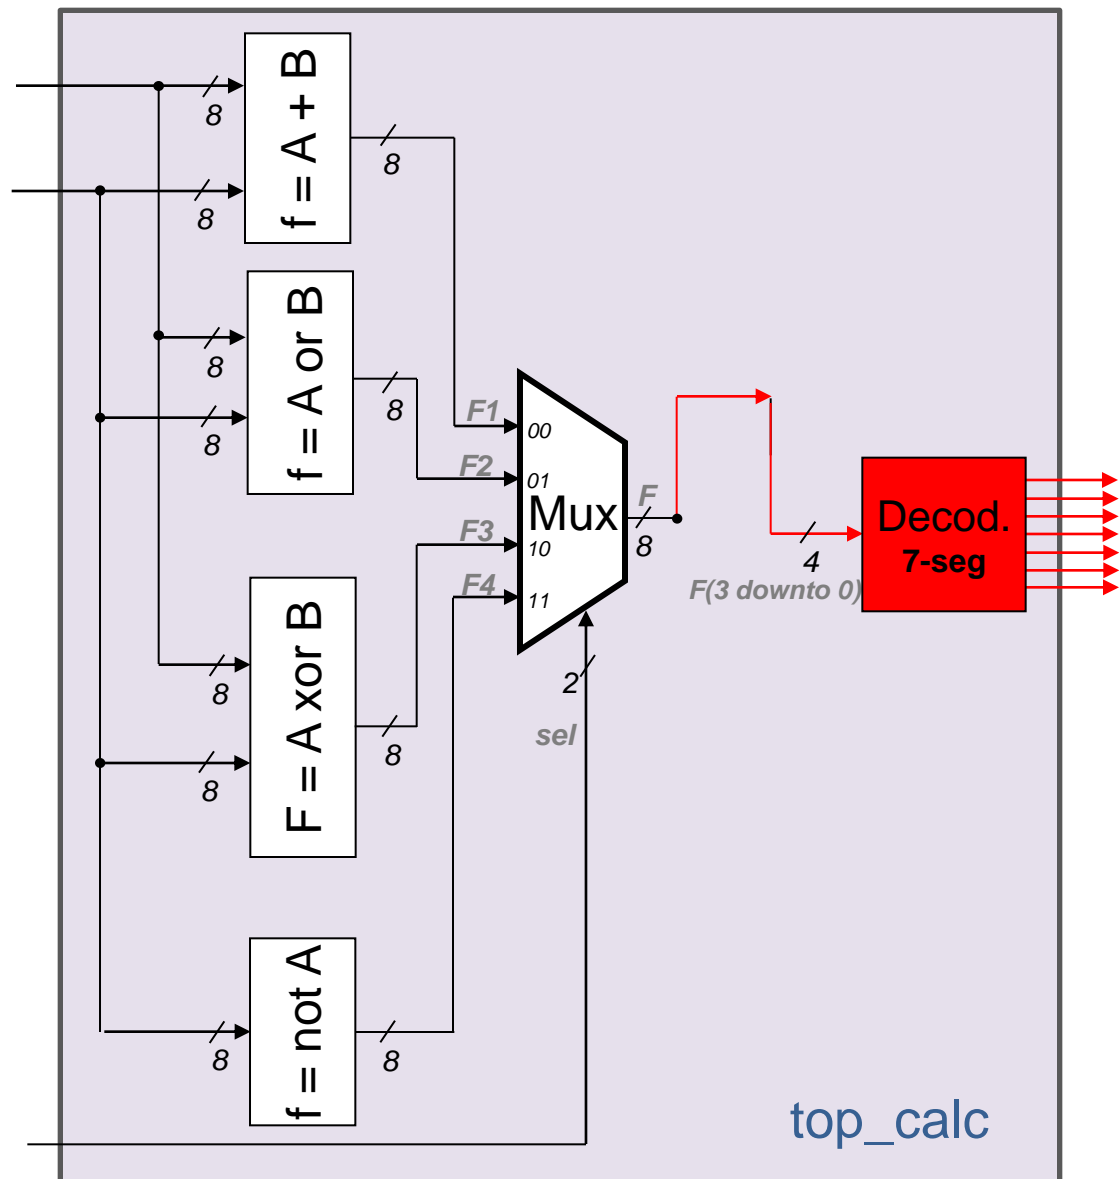 8
f = A + B
8
8
8
f = A or B
8
8
8
F1
00
F2
01
Mux
F
8
F3
10
F4
11
4
F(3 downto 0)
Decod.
7-seg
2
sel
8
F = A xor B
8
8
8
f = not A
8
top_calc